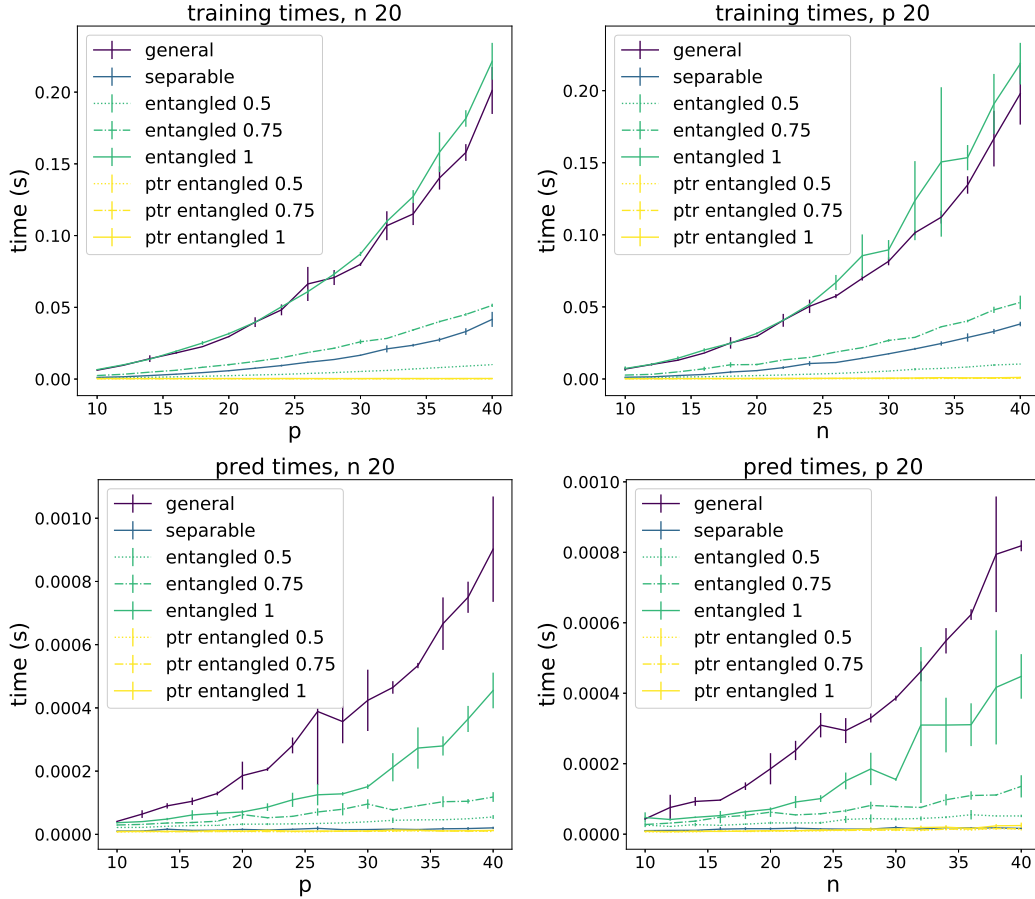 training times, n 20
time (s)
0.20
0.15
0.10
0.05
0.00
general
separable
entangled 0.5
entangled 0.75
entangled 1
ptr entangled 0.5
ptr entangled 0.75
ptr entangled 1
10 15 20 25 30 35 40
p
training times, p 20
time (s)
0.20
0.15
0.10
0.05
0.00
general
separable
entangled 0.5
entangled 0.75
entangled 1
ptr entangled 0.5
ptr entangled 0.75
ptr entangled 1
10 15 20 25 30 35 40
n
pred times, n 20
time (s)
0.0010
0.0008
0.0006
0.0004
0.0002
0.0000
general
separable
entangled 0.5
entangled 0.75
entangled 1
ptr entangled 0.5
ptr entangled 0.75
ptr entangled 1
10 15 20 25 30 35 40
p
pred times, p 20
time (s)
0.0010
0.0008
0.0006
0.0004
0.0002
0.0000
general
separable
entangled 0.5
entangled 0.75
entangled 1
ptr entangled 0.5
ptr entangled 0.75
ptr entangled 1
10 15 20 25 30 35 40
n